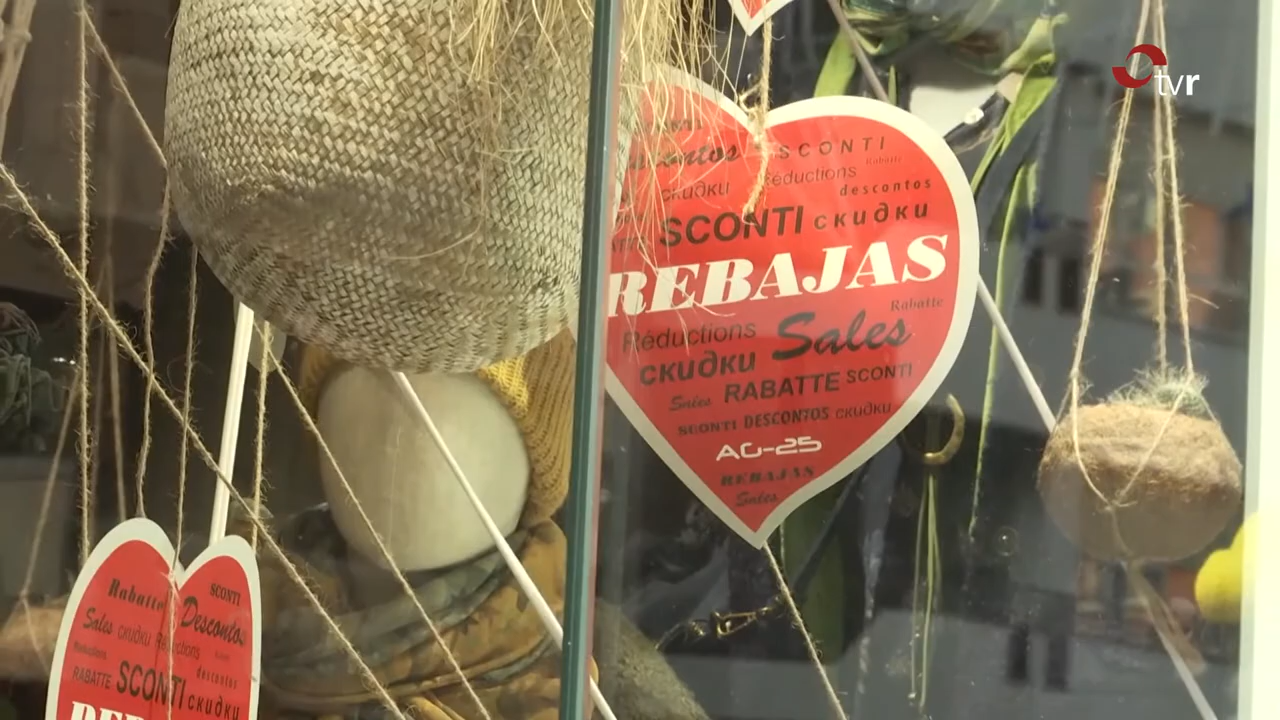 tvr
DESCONTI
Rabatte
скидки Réductions
descontos
SCONTI скидки
REBAJAS
Rabatte
Réductions Sales
скидки
RABATTE SCONTI
Sales
SCONTI DESCONTOS скидки
AG-25
REBAJAS
Sales
Rabatte SCONTI
Sales скидки Descontos
descontos
RABATTE SCONTI скидки